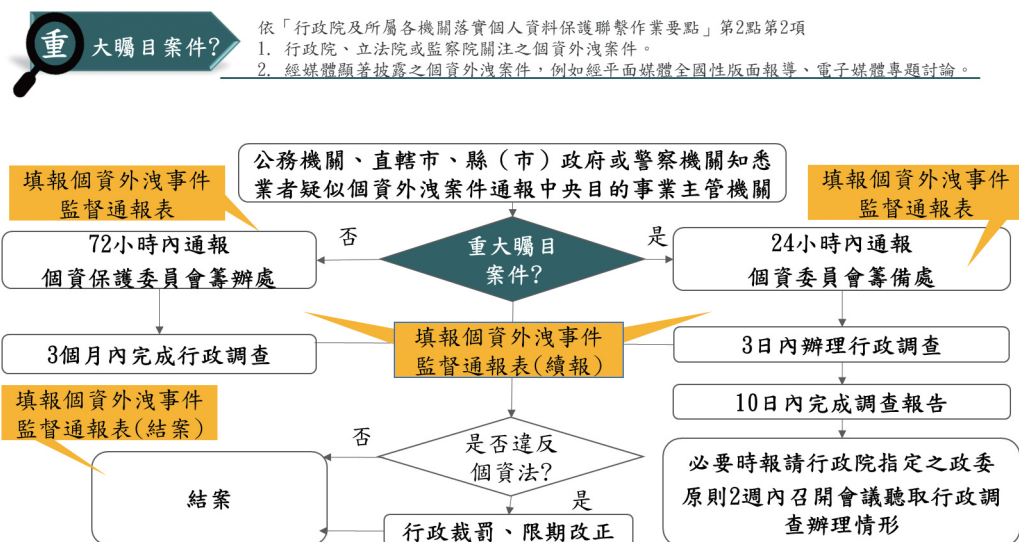 重大矚目案件?
依「行政院及所屬各機關落實個人資料保護聯繫作業要點」第2點第2項
1. 行政院、立法院或監察院關注之個資外洩案件。
2. 經媒體顯著披露之個資外洩案件，例如經平面媒體全國性版面報導、電子媒體專題討論。
公務機關、直轄市、縣（市）政府或警察機關知悉
業者疑似個資外洩案件通報中央目的事業主管機關
填報個資外洩事件
監督通報表
填報個資外洩事件
監督通報表
72小時內通報
個資保護委員會籌辦處
否
重大矚目
案件?
是
24小時內通報
個資委員會籌備處
3個月內完成行政調查
填報個資外洩事件
監督通報表(續報)
3日內辦理行政調查
填報個資外洩事件
監督通報表(結案)
10日內完成調查報告
否
是否違反
個資法?
是
結案
行政裁罰、限期改正
必要時報請行政院指定之政委
原則2週內召開會議聽取行政調
查辦理情形